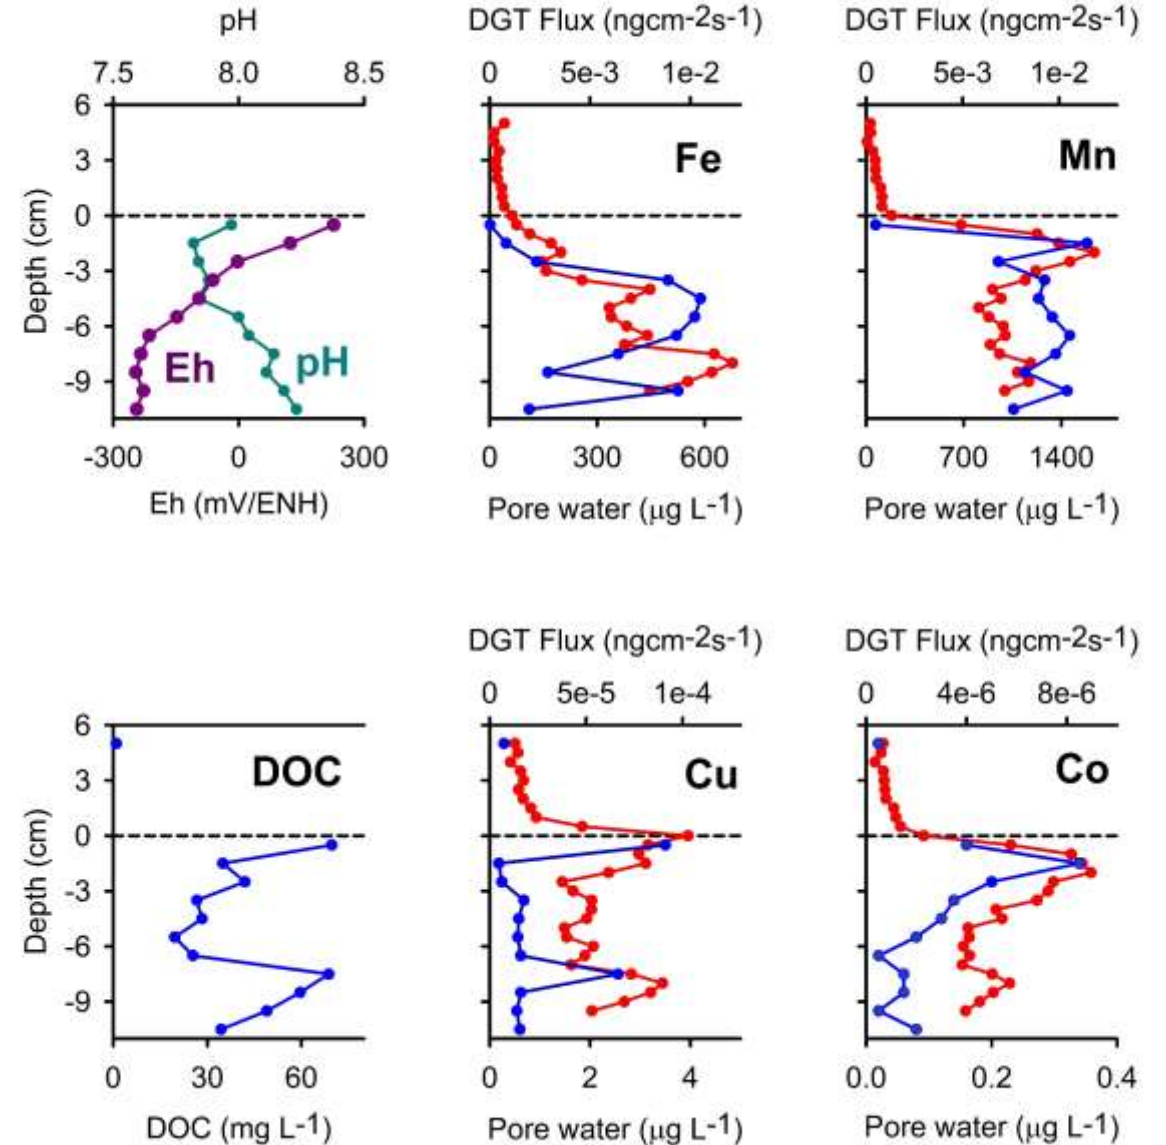 pH
7.5 8.0 8.5
6
3
0
-3
-6
-9
Depth (cm)
Eh
pH
-300 0 300
Eh (mV/ENH)
DGT Flux (ngcm-2s-1)
0 5e-3 1e-2
Fe
0 300 600
Pore water (μg L-1)
DGT Flux (ngcm-2s-1)
0 5e-3 1e-2
Mn
0 700 1400
Pore water (μg L-1)
6
3
0
-3
-6
-9
Depth (cm)
DOC
0 30 60
DOC (mg L-1)
DGT Flux (ngcm-2s-1)
0 5e-5 1e-4
Cu
0 2 4
Pore water (μg L-1)
DGT Flux (ngcm-2s-1)
0 4e-6 8e-6
Co
0.0 0.2 0.4
Pore water (μg L-1)